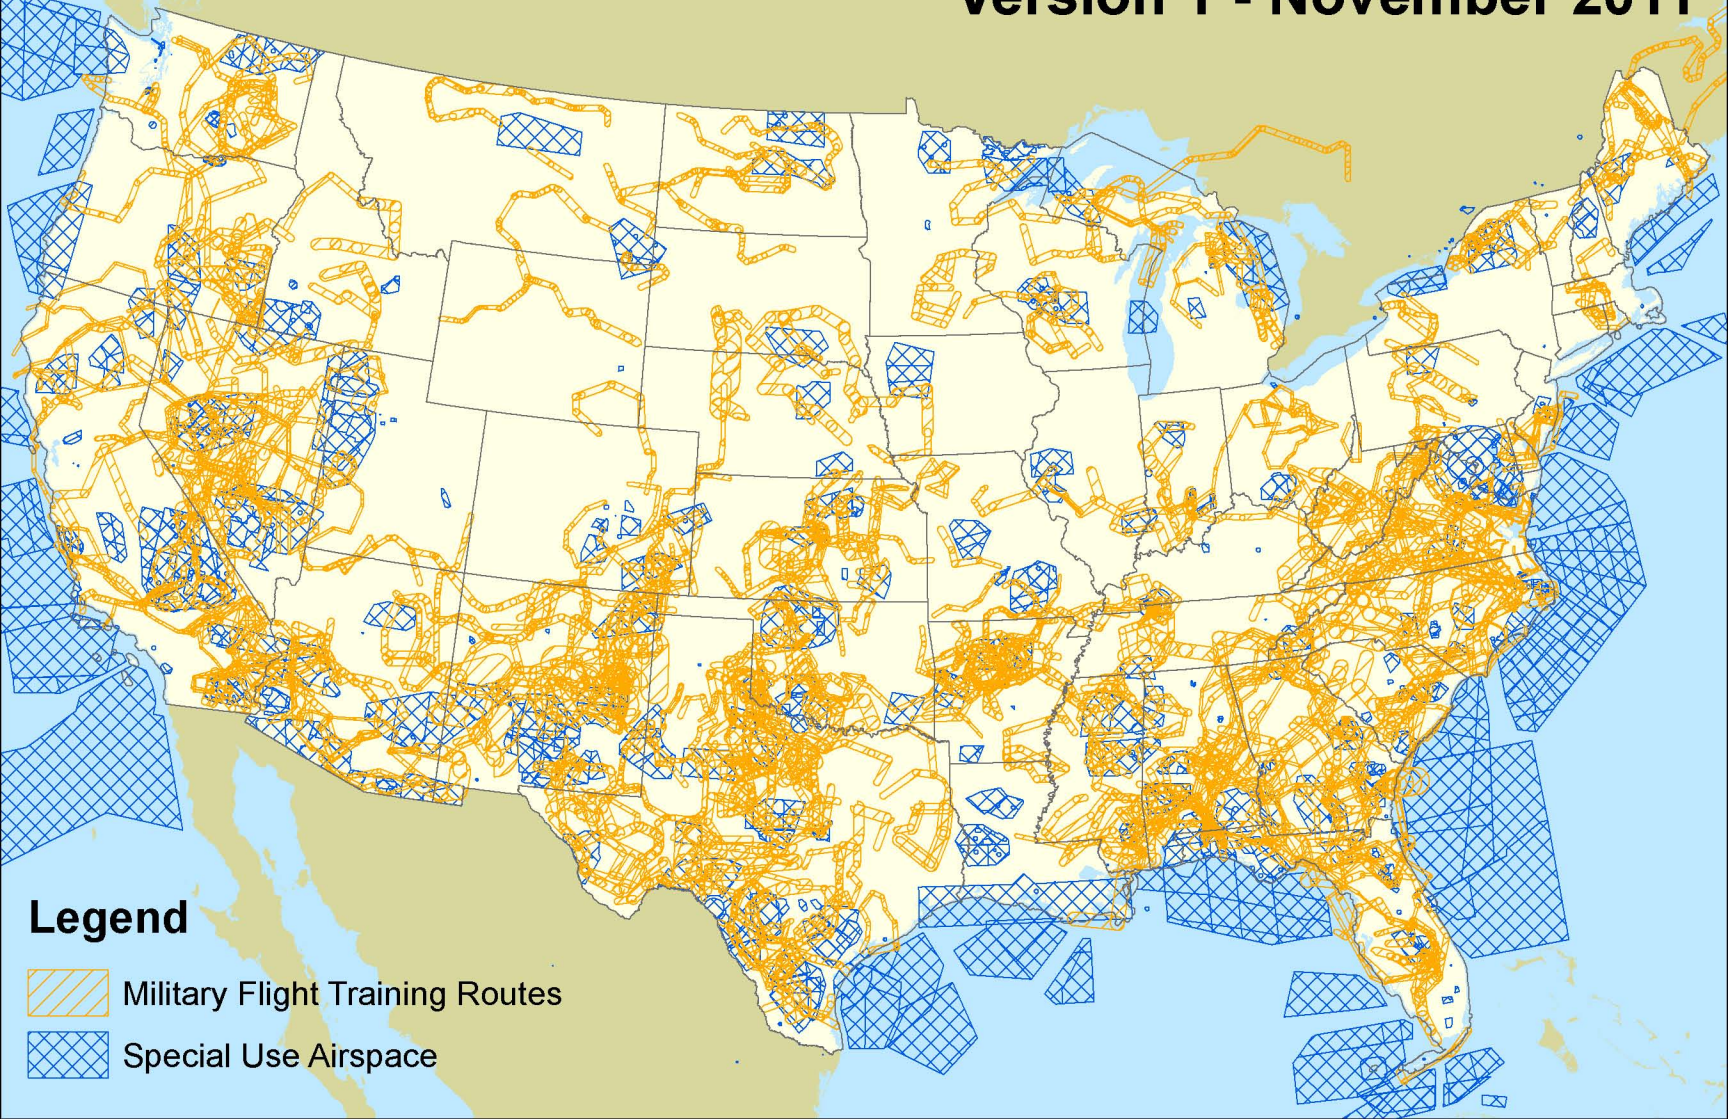 Version 1 - November 2011
Legend
Military Flight Training Routes
Special Use Airspace